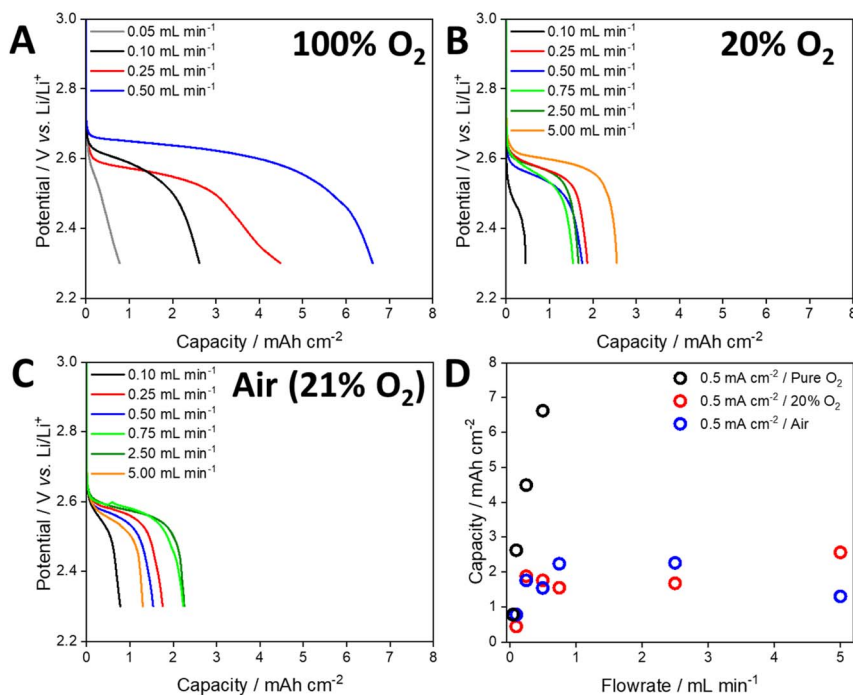 A
100% O2
0.05 mL min-1
0.10 mL min-1
0.25 mL min-1
0.50 mL min-1
3.0
2.8
2.6
2.4
2.2
Potential / V vs. Li/Li+
0 1 2 3 4 5 6 7 8
Capacity / mAh cm-2
B
20% O2
0.10 mL min-1
0.25 mL min-1
0.50 mL min-1
0.75 mL min-1
2.50 mL min-1
5.00 mL min-1
3.0
2.8
2.6
2.4
2.2
Potential / V vs. Li/Li+
0 1 2 3 4 5 6 7 8
Capacity / mAh cm-2
C
Air (21% O2)
0.10 mL min-1
0.25 mL min-1
0.50 mL min-1
0.75 mL min-1
2.50 mL min-1
5.00 mL min-1
3.0
2.8
2.6
2.4
2.2
Potential / V vs. Li/Li+
0 1 2 3 4 5 6 7 8
Capacity / mAh cm-2
D
0.5 mA cm-2 / Pure O2
0.5 mA cm-2 / 20% O2
0.5 mA cm-2 / Air
8
7
6
5
4
3
2
1
0
Capacity / mAh cm-2
0 1 2 3 4 5
Flowrate / mL min-1